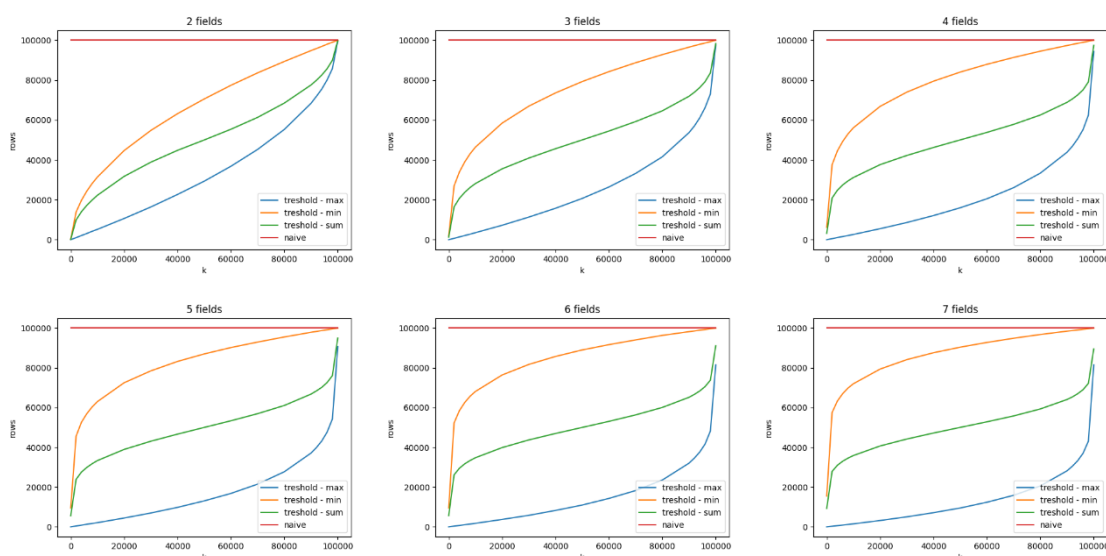 2 fields
3 fields
4 fields
100000
80000
60000
40000
20000
0
rows
treshold - max
treshold - min
treshold - sum
naive
0
20000
40000
60000
80000
100000
k
100000
80000
60000
40000
20000
0
rows
treshold - max
treshold - min
treshold - sum
naive
0
20000
40000
60000
80000
100000
k
100000
80000
60000
40000
20000
0
rows
treshold - max
treshold - min
treshold - sum
naive
0
20000
40000
60000
80000
100000
k
5 fields
6 fields
7 fields
100000
80000
60000
40000
20000
0
rows
treshold - max
treshold - min
treshold - sum
naive
0
20000
40000
60000
80000
100000
k
100000
80000
60000
40000
20000
0
rows
treshold - max
treshold - min
treshold - sum
naive
0
20000
40000
60000
80000
100000
k
100000
80000
60000
40000
20000
0
rows
treshold - max
treshold - min
treshold - sum
naive
0
20000
40000
60000
80000
100000
k